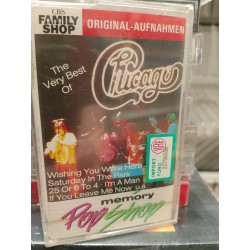 CBS
FAMILY
SHOP
ORIGINAL-AUFNAHMEN
The
Very Best
Of
Chicago
Wishing You Were Here
Saturday In The Park
25 Or 6 To 4 · I'm A Man
If You Leave Me Now u.a.
memory
Pop Shop